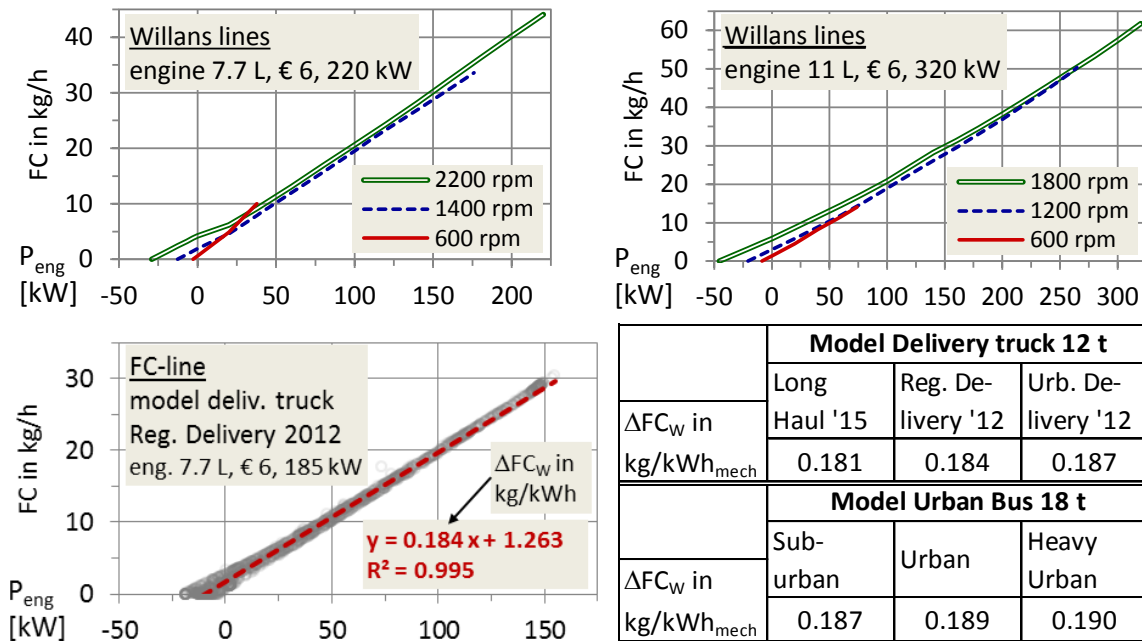 FC in kg/h
40
30
20
10
0
Willans lines
engine 7.7 L, € 6, 220 kW
2200 rpm
1400 rpm
600 rpm
P_eng
[kW]
-50 0 50 100 150 200
FC in kg/h
60
50
40
30
20
10
0
Willans lines
engine 11 L, € 6, 320 kW
1800 rpm
1200 rpm
600 rpm
P_eng
[kW]
-50 0 50 100 150 200 250 300
FC in kg/h
30
20
10
0
FC-line
model deliv. truck
Reg. Delivery 2012
eng. 7.7 L, € 6, 185 kW
ΔFC_W in
kg/kWh
y = 0.184 x + 1.263
R² = 0.995
P_eng
[kW]
-50 0 50 100 150
Model Delivery truck 12 t
ΔFC_W in
kg/kWh_mech
Long
Haul '15
Reg. De-
livery '12
Urb. De-
livery '12
0.181 0.184 0.187
Model Urban Bus 18 t
ΔFC_W in
kg/kWh_mech
Sub-
urban
Urban
Heavy
Urban
0.187 0.189 0.190